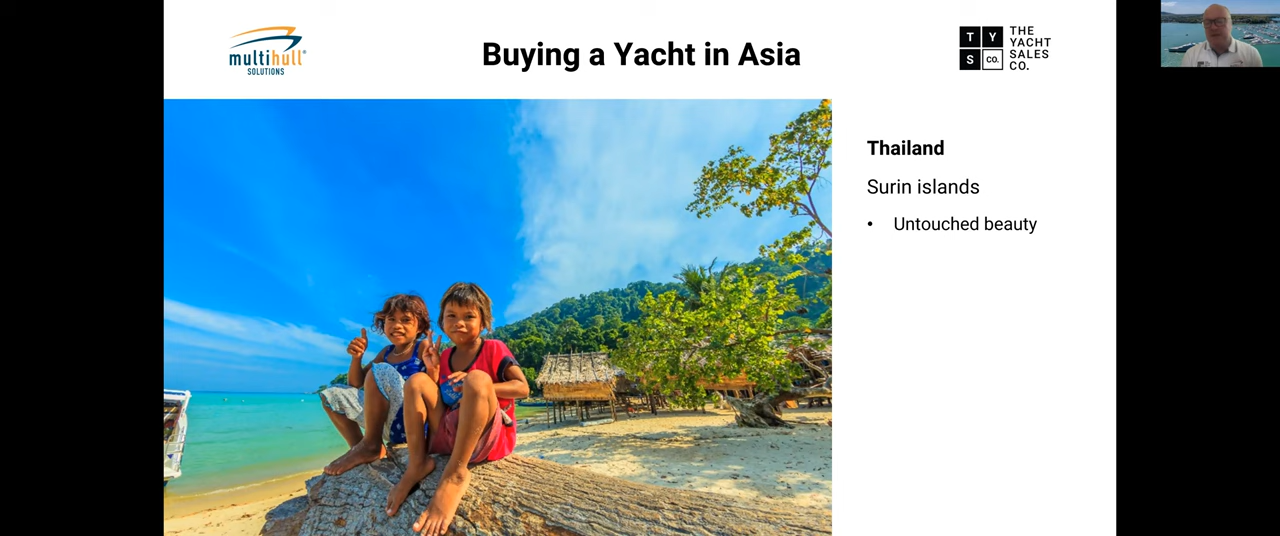 multihull®
SOLUTIONS
Buying a Yacht in Asia
T Y
S CO.
THE
YACHT
SALES
CO.
Thailand
Surin islands
• Untouched beauty